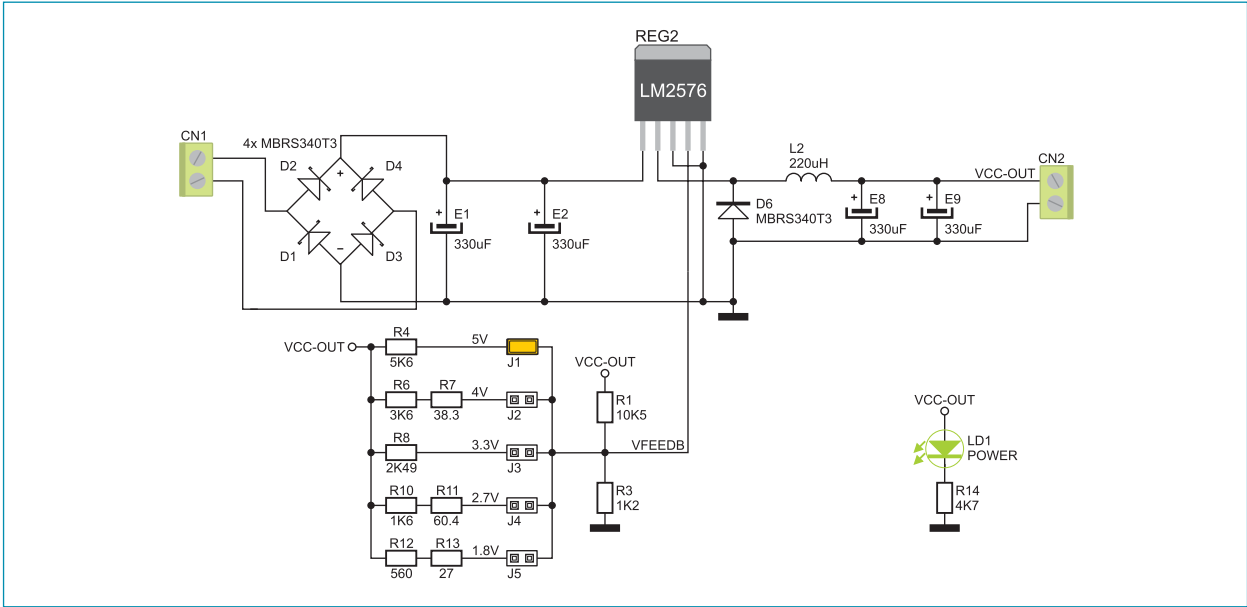 REG2
LM2576
CN1
4x MBRS340T3
D2
D4
+
D1
−
D3
+
E1
330uF
+
E2
330uF
L2
220uH
D6
MBRS340T3
VCC-OUT
CN2
+
E8
330uF
+
E9
330uF
VCC-OUT
R4
5K6
5V
J1
R6
3K6
R7
38.3
4V
J2
R8
2K49
3.3V
J3
R10
1K6
R11
60.4
2.7V
J4
R12
560
R13
27
1.8V
J5
VCC-OUT
R1
10K5
VFEEDB
R3
1K2
VCC-OUT
LD1
POWER
R14
4K7